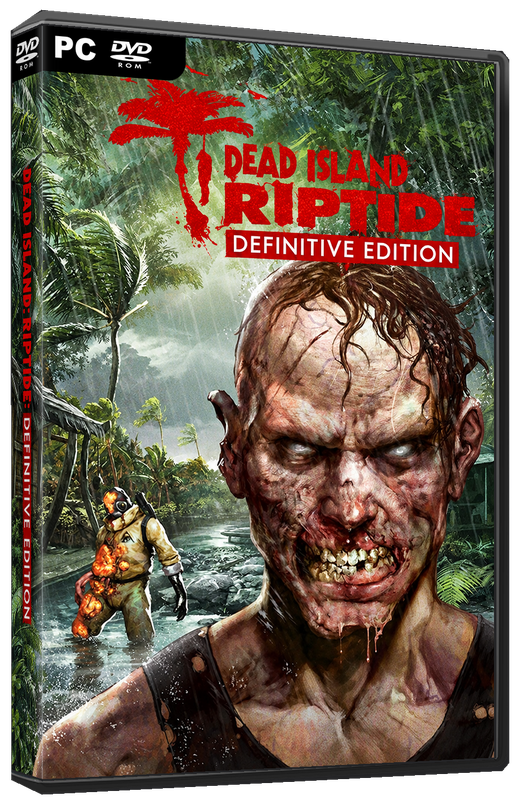 DVD
ROM
PC DVD
ROM
DEAD ISLAND
RIPTIDE
DEFINITIVE EDITION
DEAD ISLAND: RIPTIDE: DEFINITIVE EDITION